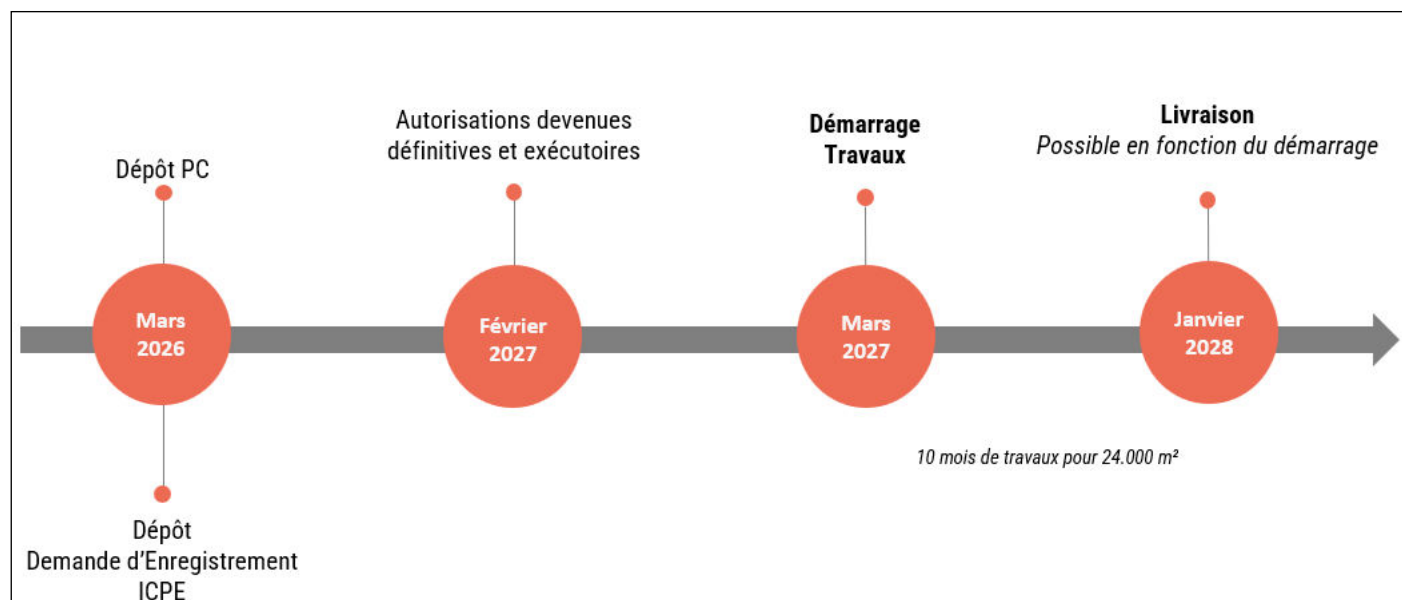 Dépôt PC
Autorisations devenues
définitives et exécutoires
Démarrage
Travaux
Livraison
Possible en fonction du démarrage
Mars
2026
Février
2027
Mars
2027
Janvier
2028
10 mois de travaux pour 24.000 m²
Dépôt
Demande d’Enregistrement
ICPE